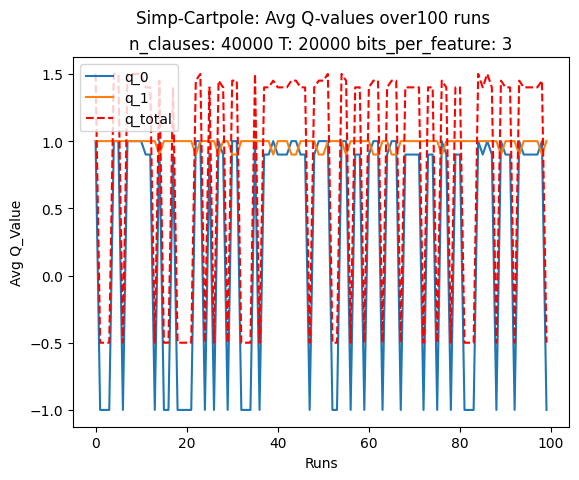 Simp-Cartpole: Avg Q-values over100 runs
n_clauses: 40000 T: 20000 bits_per_feature: 3
q_0
q_1
q_total
Avg Q_Value
1.5
1.0
0.5
0.0
−0.5
−1.0
0 20 40 60 80 100
Runs